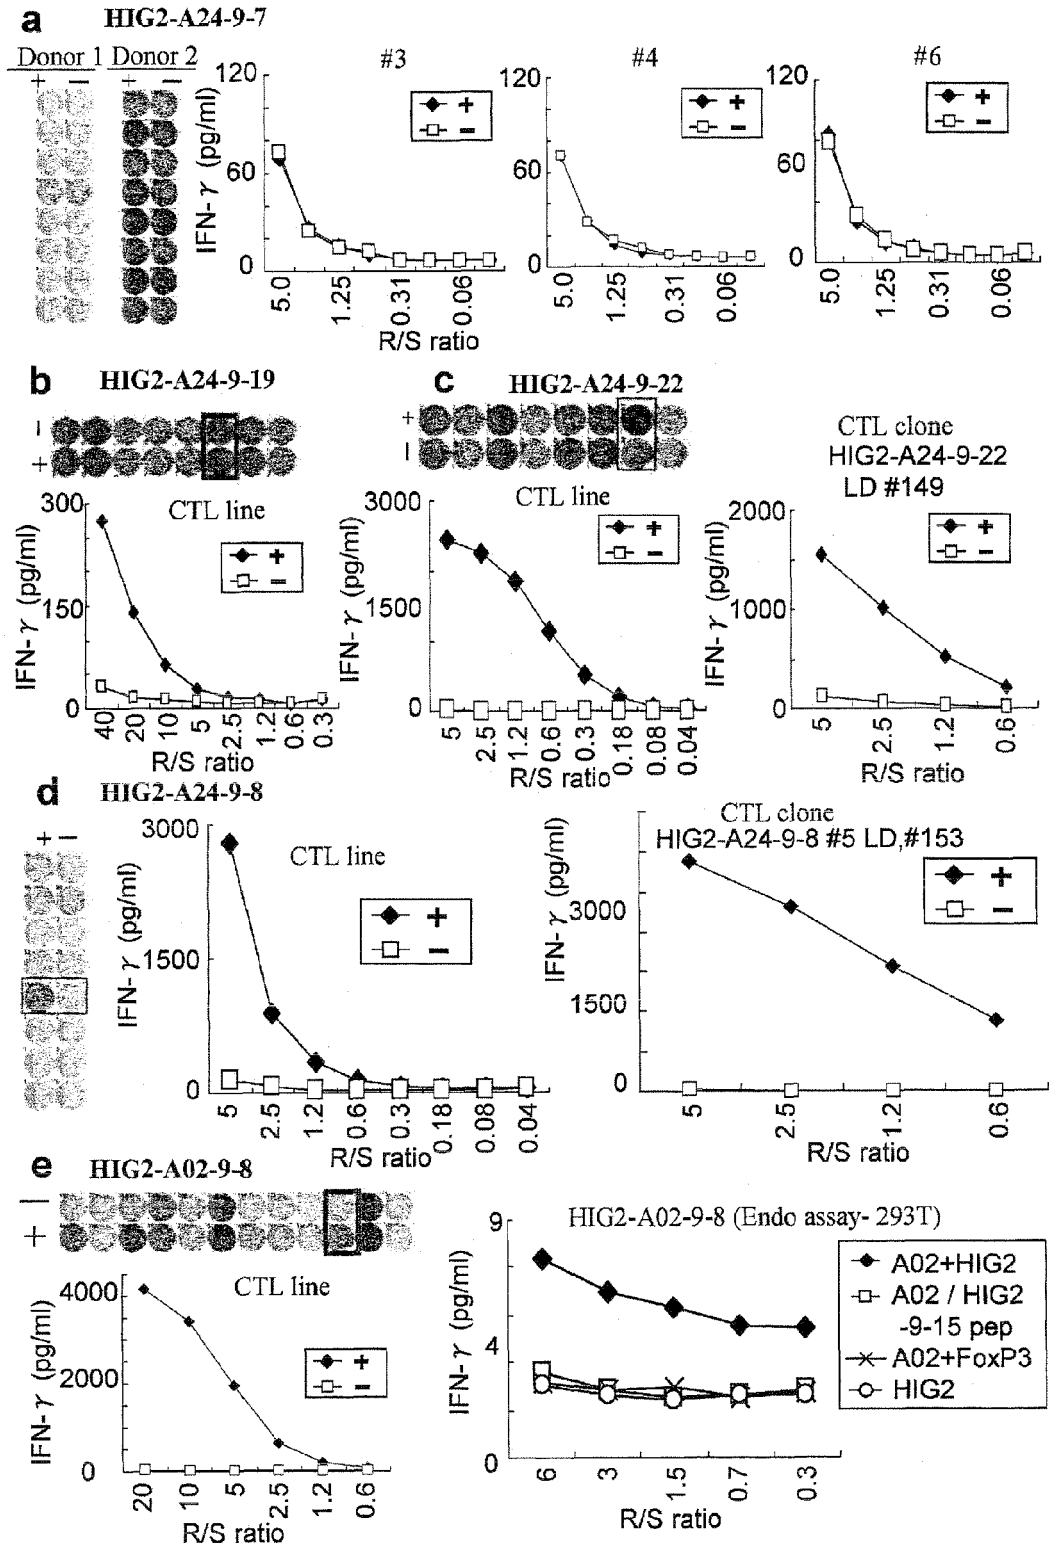 a HIG2-A24-9-7
Donor 1 Donor 2
+ − + −
#3
120
60
0
IFN-γ (pg/ml)
+
−
5.0 1.25 0.31 0.06
R/S ratio
#4
120
60
0
+
−
5.0 1.25 0.31 0.06
#6
120
60
0
+
−
5.0 1.25 0.31 0.06
b HIG2-A24-9-19
−
+
CTL line
300
150
0
IFN-γ (pg/ml)
+
−
40 20 10 5 2.5 1.2 0.6 0.3
R/S ratio
c HIG2-A24-9-22
+
−
CTL line
3000
1500
0
IFN-γ (pg/ml)
+
−
5 2.5 1.2 0.6 0.3 0.18 0.08 0.04
R/S ratio
CTL clone
HIG2-A24-9-22
LD #149
2000
1000
0
IFN-γ (pg/ml)
+
−
5 2.5 1.2 0.6
R/S ratio
d HIG2-A24-9-8
+ −
CTL line
3000
1500
0
IFN-γ (pg/ml)
+
−
5 2.5 1.2 0.6 0.3 0.18 0.08 0.04
R/S ratio
CTL clone
HIG2-A24-9-8 #5 LD,#153
3000
1500
0
IFN-γ (pg/ml)
+
−
5 2.5 1.2 0.6
R/S ratio
e HIG2-A02-9-8
−
+
CTL line
4000
2000
0
IFN-γ (pg/ml)
+
−
20 10 5 2.5 1.2 0.6
R/S ratio
HIG2-A02-9-8 (Endo assay- 293T)
9
4
0
IFN-γ (pg/ml)
6 3 1.5 0.7 0.3
R/S ratio
A02+HIG2
A02 / HIG2
-9-15 pep
A02+FoxP3
HIG2